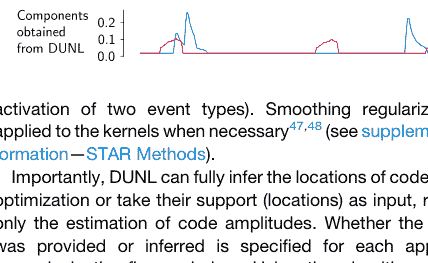 Components
obtained
from DUNL
0.2
0.1
0.0
activation of two event types). Smoothing regulariz
applied to the kernels when necessary47,48 (see supplem
ormation—STAR Methods).
Importantly, DUNL can fully infer the locations of code
optimization or take their support (locations) as input, r
only the estimation of code amplitudes. Whether the
was provided or inferred is specified for each app